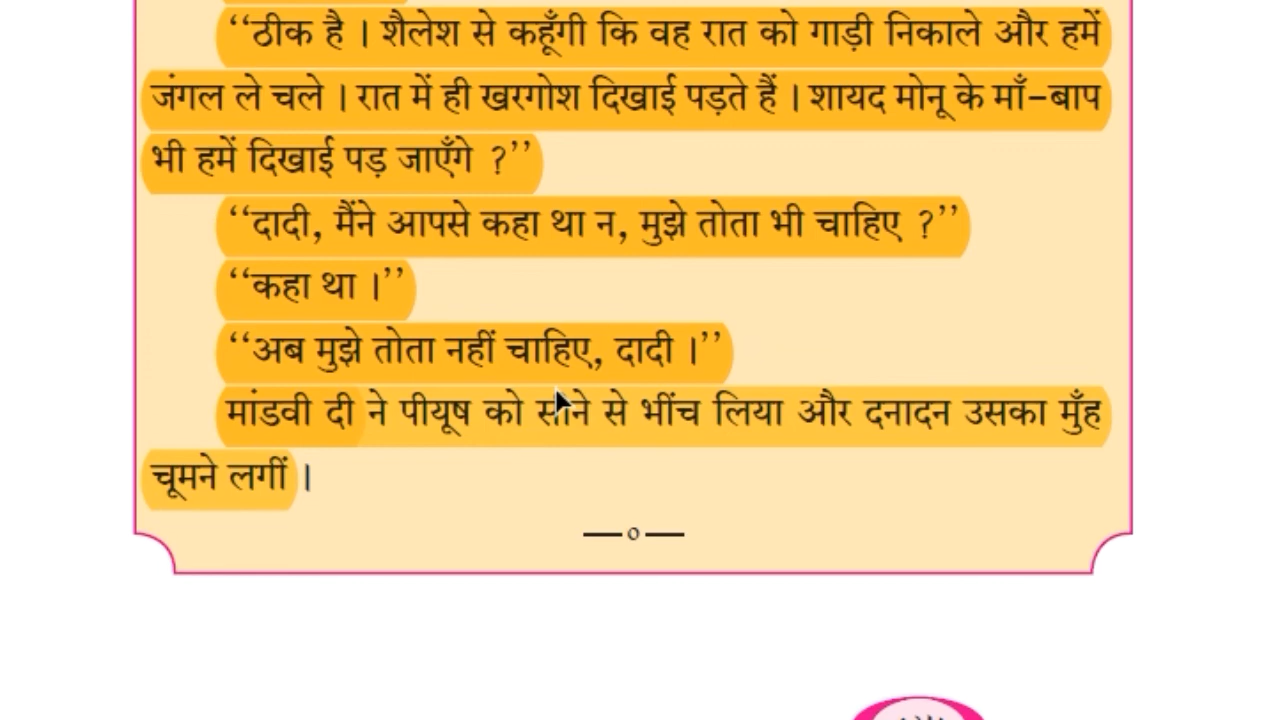 ‘‘ठीक है । शैलेश से कहूँगी कि वह रात को गाड़ी निकाले और हमें
जंगल ले चले । रात में ही खरगोश दिखाई पड़ते हैं । शायद मोनू के माँ-बाप
भी हमें दिखाई पड़ जाएँगे ?’’
‘‘दादी, मैंने आपसे कहा था न, मुझे तोता भी चाहिए ?’’
‘‘कहा था ।’’
‘‘अब मुझे तोता नहीं चाहिए, दादी ।’’
मांडवी दी ने पीयूष को सीने से भींच लिया और दनादन उसका मुँह
चूमने लगीं ।